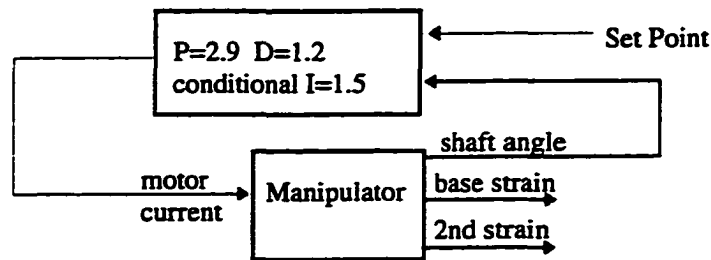 P=2.9 D=1.2
conditional I=1.5
Set Point
shaft angle
motor
current
Manipulator
base strain
2nd strain